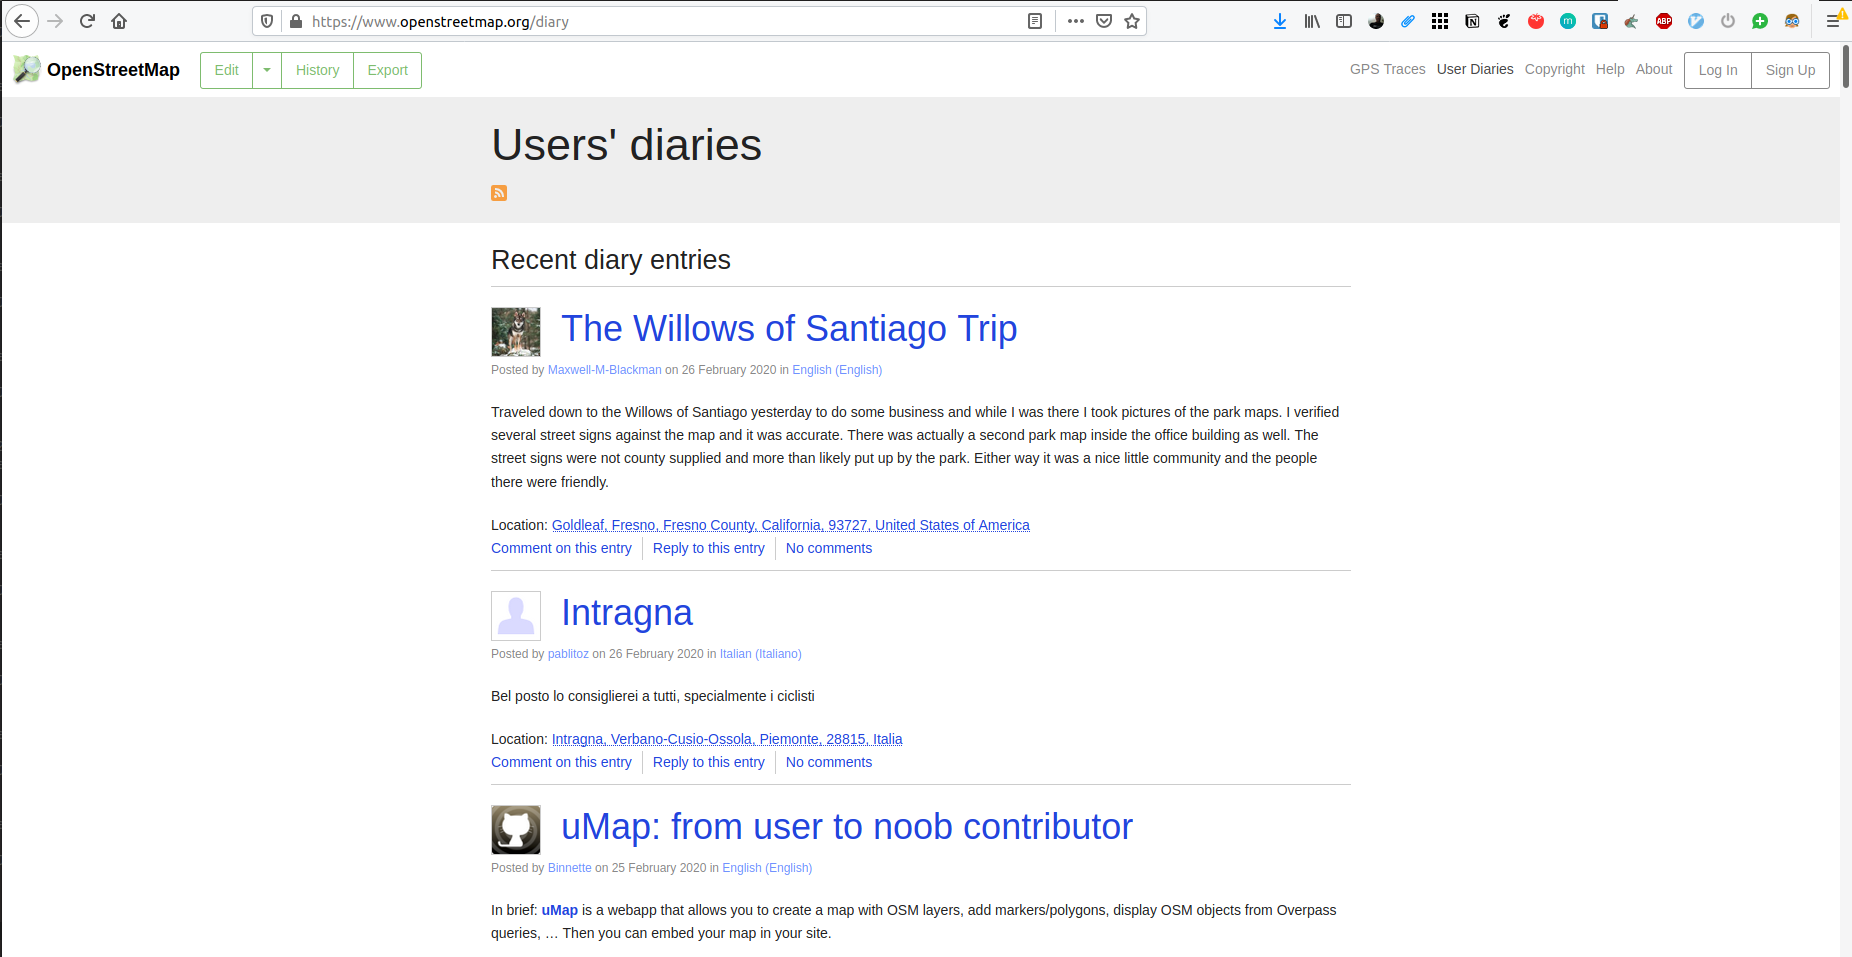 https://www.openstreetmap.org/diary
OpenStreetMap
Edit
History
Export
GPS Traces
User Diaries
Copyright
Help
About
Log In
Sign Up
Users' diaries
Recent diary entries
The Willows of Santiago Trip
Posted by Maxwell-M-Blackman on 26 February 2020 in English (English)
Traveled down to the Willows of Santiago yesterday to do some business and while I was there I took pictures of the park maps. I verified
several street signs against the map and it was accurate. There was actually a second park map inside the office building as well. The
street signs were not county supplied and more than likely put up by the park. Either way it was a nice little community and the people
there were friendly.
Location: Goldleaf, Fresno, Fresno County, California, 93727, United States of America
Comment on this entry
Reply to this entry
No comments
Intragna
Posted by pablitoz on 26 February 2020 in Italian (Italiano)
Bel posto lo consiglierei a tutti, specialmente i ciclisti
Location: Intragna, Verbano-Cusio-Ossola, Piemonte, 28815, Italia
Comment on this entry
Reply to this entry
No comments
uMap: from user to noob contributor
Posted by Binnette on 25 February 2020 in English (English)
In brief: uMap is a webapp that allows you to create a map with OSM layers, add markers/polygons, display OSM objects from Overpass
queries, … Then you can embed your map in your site.
ABP